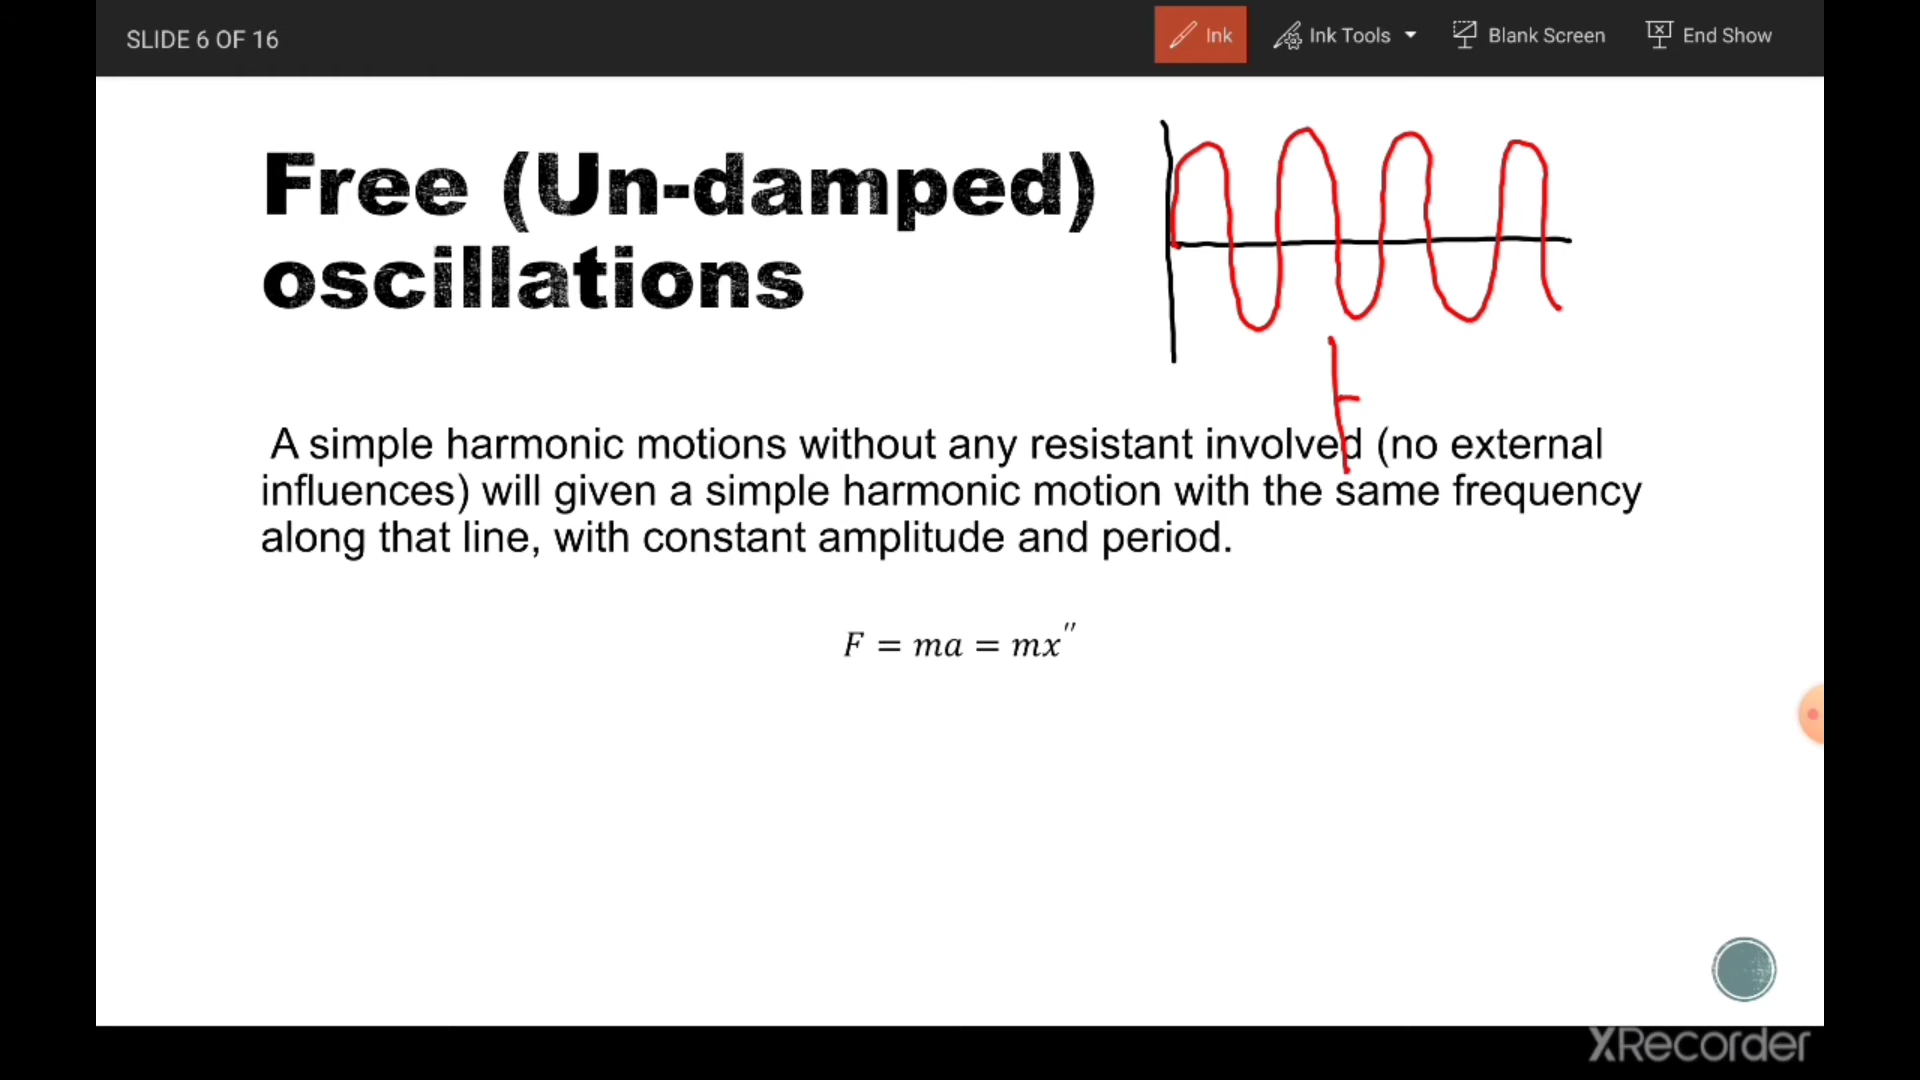 SLIDE 6 OF 16
Ink
Ink Tools
Blank Screen
End Show
Free (Un-damped)
oscillations
A simple harmonic motions without any resistant involved (no external
influences) will given a simple harmonic motion with the same frequency
along that line, with constant amplitude and period.
F = ma = mx″
XRecorder